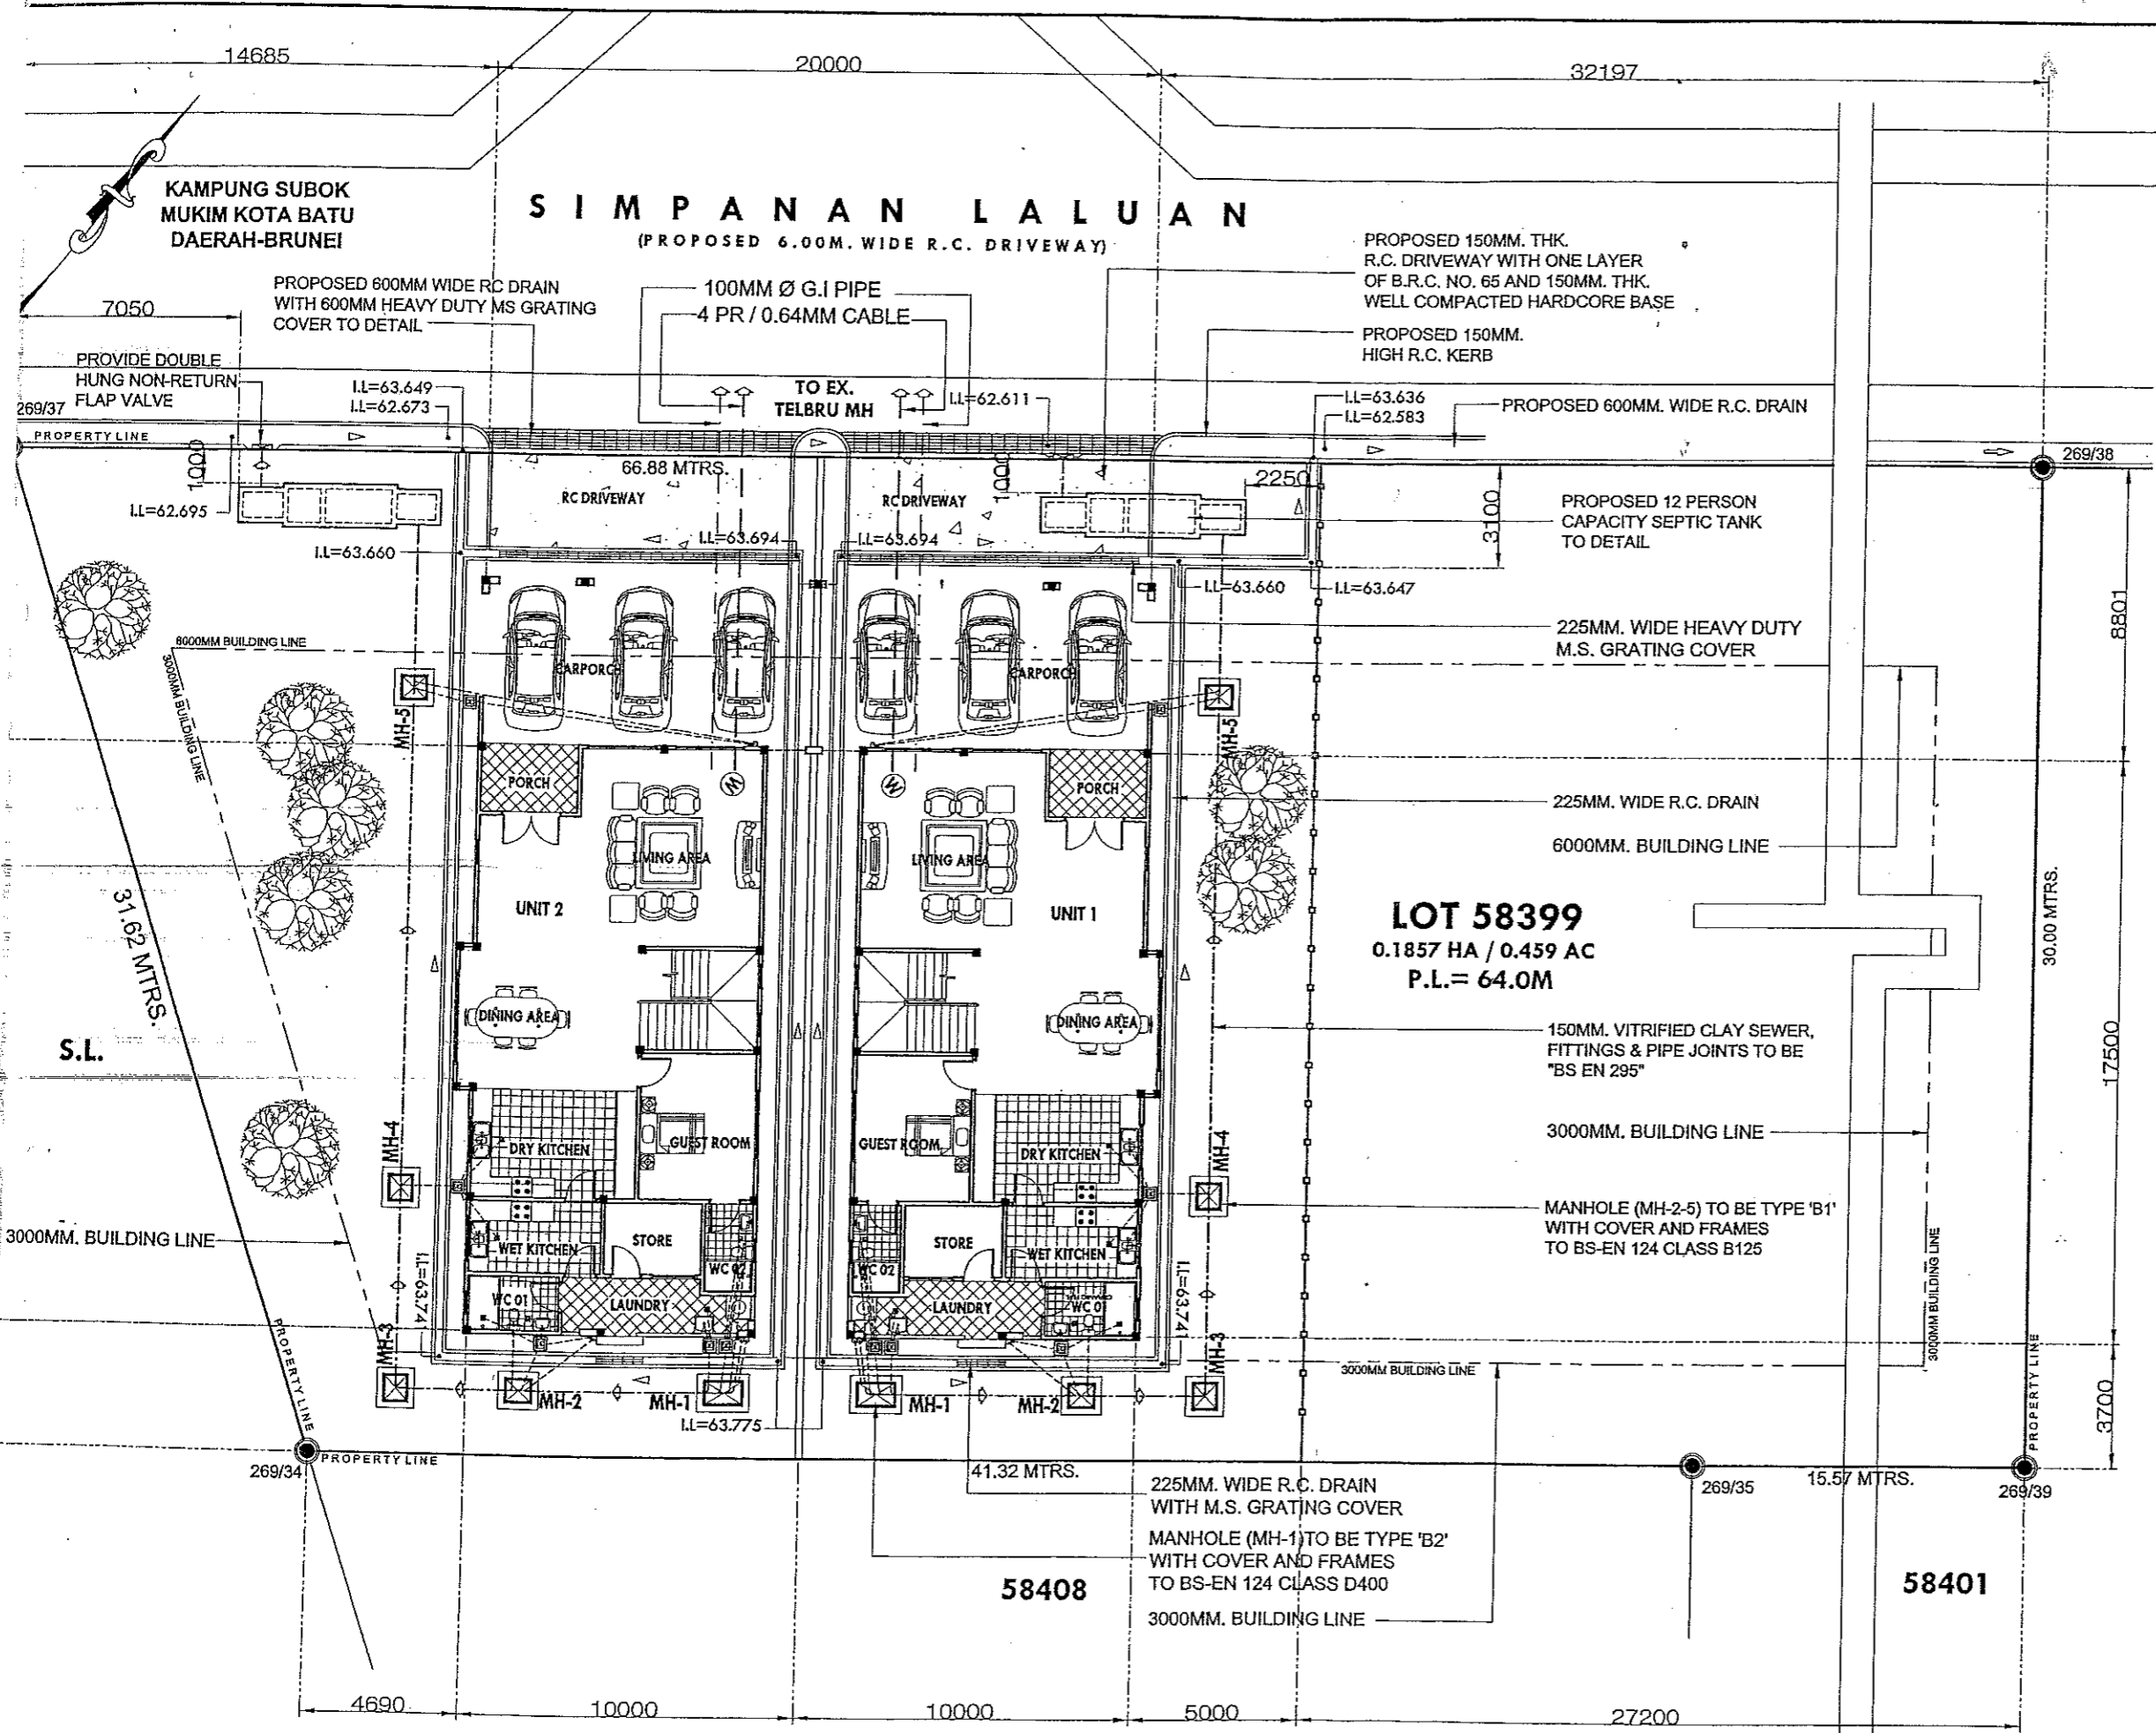 14685
20000
32197
KAMPUNG SUBOK
MUKIM KOTA BATU
DAERAH-BRUNEI
SIMPANAN LALUAN
(PROPOSED 6.00M. WIDE R.C. DRIVEWAY)
PROPOSED 150MM. THK.
R.C. DRIVEWAY WITH ONE LAYER
OF B.R.C. NO. 65 AND 150MM. THK.
WELL COMPACTED HARDCORE BASE
PROPOSED 600MM WIDE RC DRAIN
WITH 600MM HEAVY DUTY MS GRATING
COVER TO DETAIL
100MM Ø G.I PIPE
4 PR / 0.64MM CABLE
7050
PROPOSED 150MM.
HIGH R.C. KERB
PROVIDE DOUBLE
HUNG NON-RETURN
FLAP VALVE
I.L=63.649
I.L=62.673
TO EX.
TELBRU MH
I.L=62.611
I.L=63.636
I.L=62.583
PROPOSED 600MM. WIDE R.C. DRAIN
269/37
PROPERTY LINE
269/38
1000
66.88 MTRS.
1000
2250
RC DRIVEWAY
RC DRIVEWAY
3100
I.L=62.695
PROPOSED 12 PERSON
CAPACITY SEPTIC TANK
TO DETAIL
I.L=63.660
I.L=63.694
I.L=63.694
I.L=63.660
I.L=63.647
8801
225MM. WIDE HEAVY DUTY
M.S. GRATING COVER
6000MM BUILDING LINE
3000MM BUILDING LINE
CARPORCH
CARPORCH
MH-5
MH-5
PORCH
PORCH
W
W
225MM. WIDE R.C. DRAIN
6000MM. BUILDING LINE
LIVING AREA
LIVING AREA
UNIT 2
UNIT 1
31.62 MTRS.
LOT 58399
0.1857 HA / 0.459 AC
P.L.= 64.0M
30.00 MTRS.
DINING AREA
DINING AREA
S.L.
150MM. VITRIFIED CLAY SEWER,
FITTINGS & PIPE JOINTS TO BE
"BS EN 295"
17500
3000MM. BUILDING LINE
MH-4
MH-4
DRY KITCHEN
GUEST ROOM
GUEST ROOM
DRY KITCHEN
MANHOLE (MH-2-5) TO BE TYPE 'B1'
WITH COVER AND FRAMES
TO BS-EN 124 CLASS B125
3000MM. BUILDING LINE
WET KITCHEN
STORE
STORE
WET KITCHEN
WC 02
WC 02
I.L=63.741
I.L=63.741
3000MM BUILDING LINE
WC 01
LAUNDRY
LAUNDRY
WC 01
PROPERTY LINE
PROPERTY LINE
MH-3
MH-3
3000MM BUILDING LINE
MH-2
MH-1
MH-1
MH-2
I.L=63.775
3700
269/34
PROPERTY LINE
41.32 MTRS.
269/35
15.57 MTRS.
269/39
225MM. WIDE R.C. DRAIN
WITH M.S. GRATING COVER
MANHOLE (MH-1)TO BE TYPE 'B2'
WITH COVER AND FRAMES
TO BS-EN 124 CLASS D400
58408
58401
3000MM. BUILDING LINE
4690
10000
10000
5000
27200